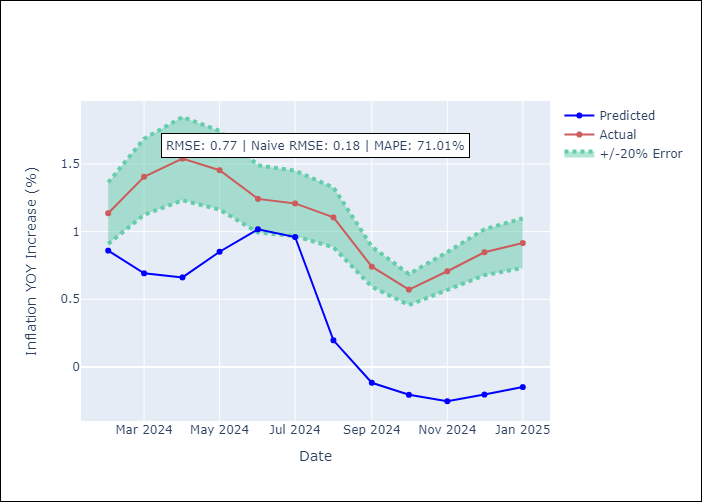 Predicted
Actual
+/-20% Error
RMSE: 0.77 | Naive RMSE: 0.18 | MAPE: 71.01%
Inflation YOY Increase (%)
1.5
1
0.5
0
Mar 2024
May 2024
Jul 2024
Sep 2024
Nov 2024
Jan 2025
Date